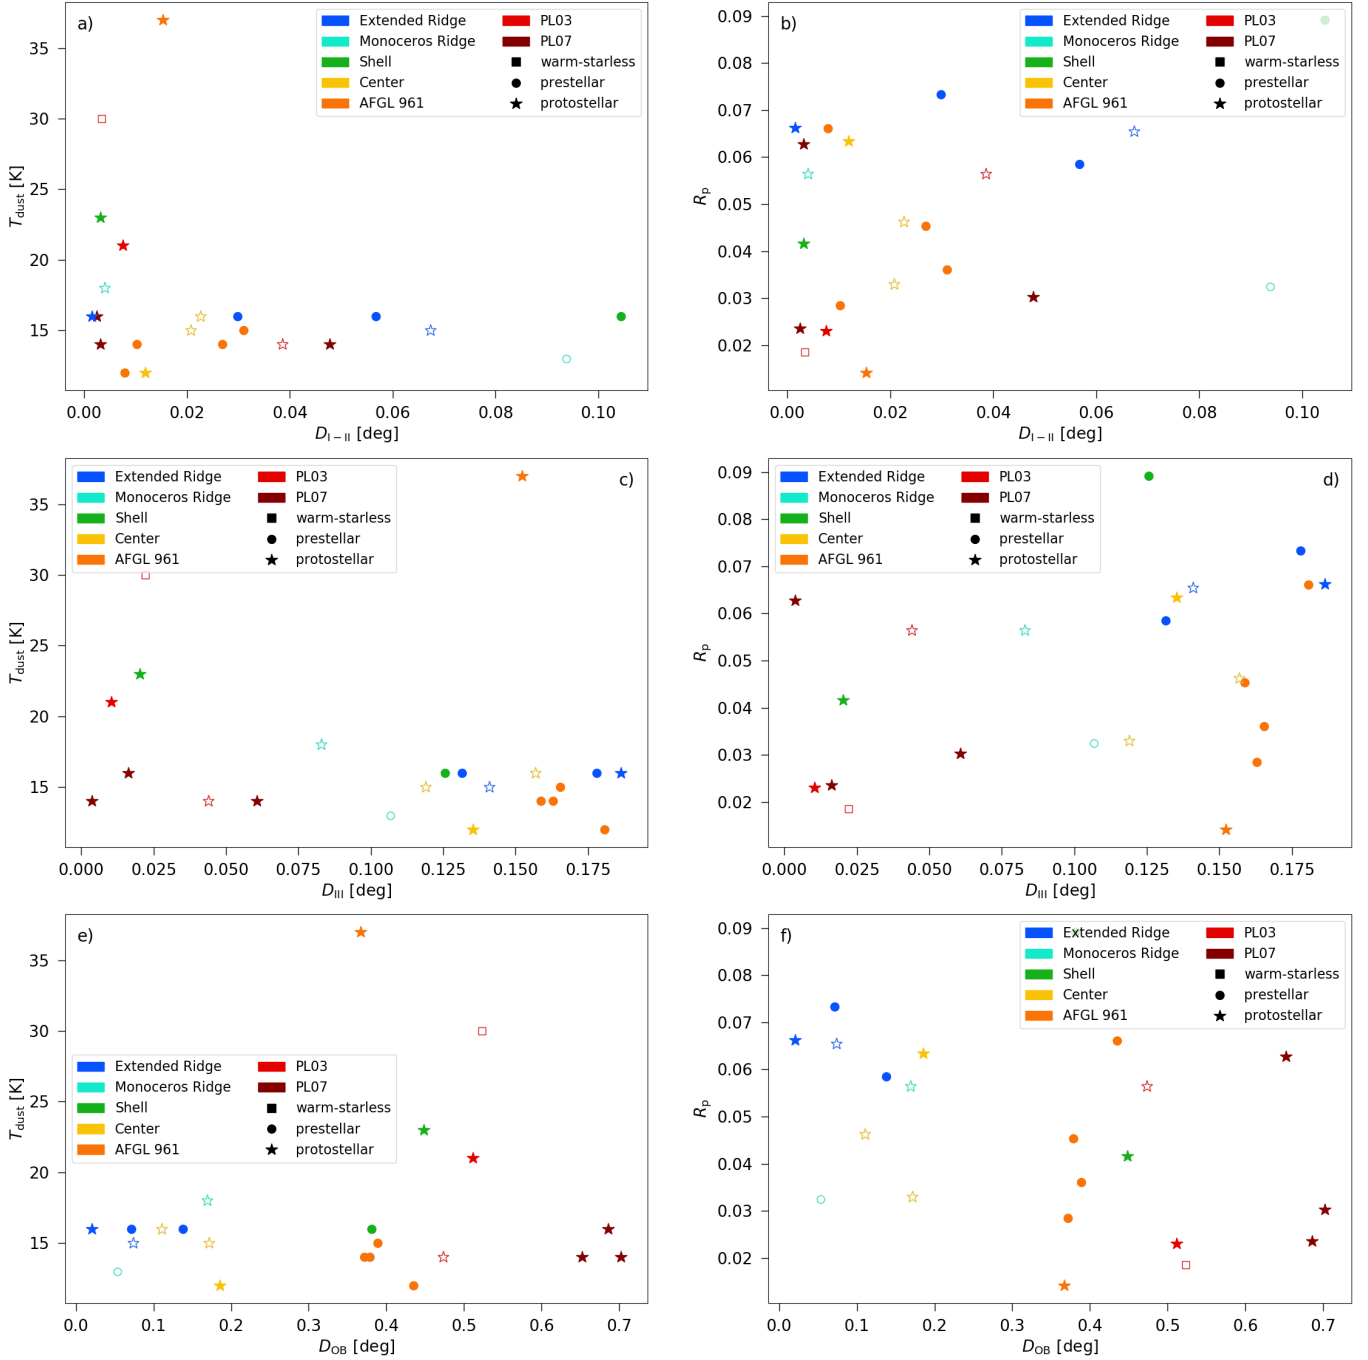 a)
Extended Ridge PL03
Monoceros Ridge PL07
Shell warm-starless
Center prestellar
AFGL 961 protostellar
35
30
25
20
15
T_dust [K]
0.00 0.02 0.04 0.06 0.08 0.10
D_I−II [deg]
b)
Extended Ridge PL03
Monoceros Ridge PL07
Shell warm-starless
Center prestellar
AFGL 961 protostellar
0.09
0.08
0.07
0.06
0.05
0.04
0.03
0.02
R_p
0.00 0.02 0.04 0.06 0.08 0.10
D_I−II [deg]
c)
Extended Ridge PL03
Monoceros Ridge PL07
Shell warm-starless
Center prestellar
AFGL 961 protostellar
35
30
25
20
15
T_dust [K]
0.000 0.025 0.050 0.075 0.100 0.125 0.150 0.175
D_III [deg]
d)
Extended Ridge PL03
Monoceros Ridge PL07
Shell warm-starless
Center prestellar
AFGL 961 protostellar
0.09
0.08
0.07
0.06
0.05
0.04
0.03
0.02
R_p
0.000 0.025 0.050 0.075 0.100 0.125 0.150 0.175
D_III [deg]
e)
Extended Ridge PL03
Monoceros Ridge PL07
Shell warm-starless
Center prestellar
AFGL 961 protostellar
35
30
25
20
15
T_dust [K]
0.0 0.1 0.2 0.3 0.4 0.5 0.6 0.7
D_OB [deg]
f)
Extended Ridge PL03
Monoceros Ridge PL07
Shell warm-starless
Center prestellar
AFGL 961 protostellar
0.09
0.08
0.07
0.06
0.05
0.04
0.03
0.02
R_p
0.0 0.1 0.2 0.3 0.4 0.5 0.6 0.7
D_OB [deg]